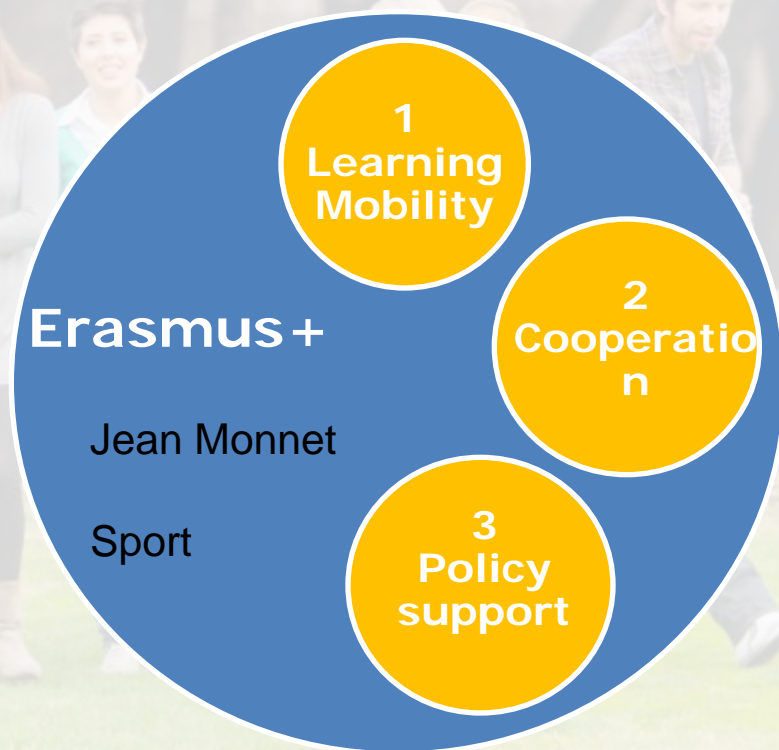 1
Learning
Mobility
2
Cooperatio
n
Erasmus+
Jean Monnet
Sport
3
Policy
support